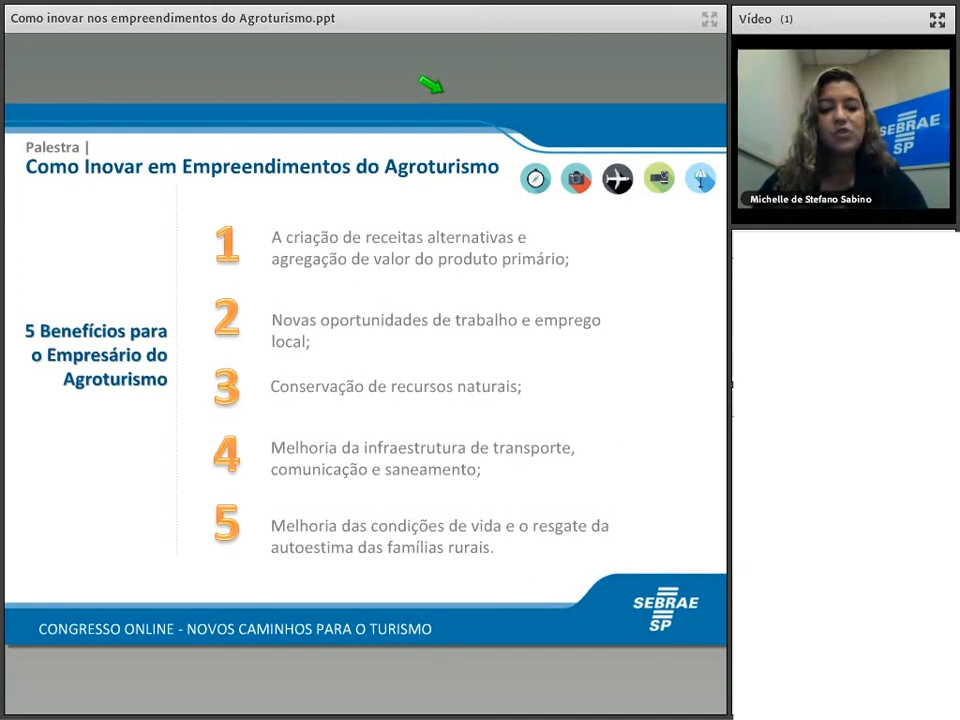 Como inovar nos empreendimentos do Agroturismo.ppt
Vídeo (1)
SEBRAE
SP
Michelle de Stefano Sabino
Palestra |
Como Inovar em Empreendimentos do Agroturismo
5 Benefícios para
o Empresário do
Agroturismo
1
A criação de receitas alternativas e
agregação de valor do produto primário;
2
Novas oportunidades de trabalho e emprego
local;
3
Conservação de recursos naturais;
4
Melhoria da infraestrutura de transporte,
comunicação e saneamento;
5
Melhoria das condições de vida e o resgate da
autoestima das famílias rurais.
CONGRESSO ONLINE - NOVOS CAMINHOS PARA O TURISMO
SEBRAE
SP